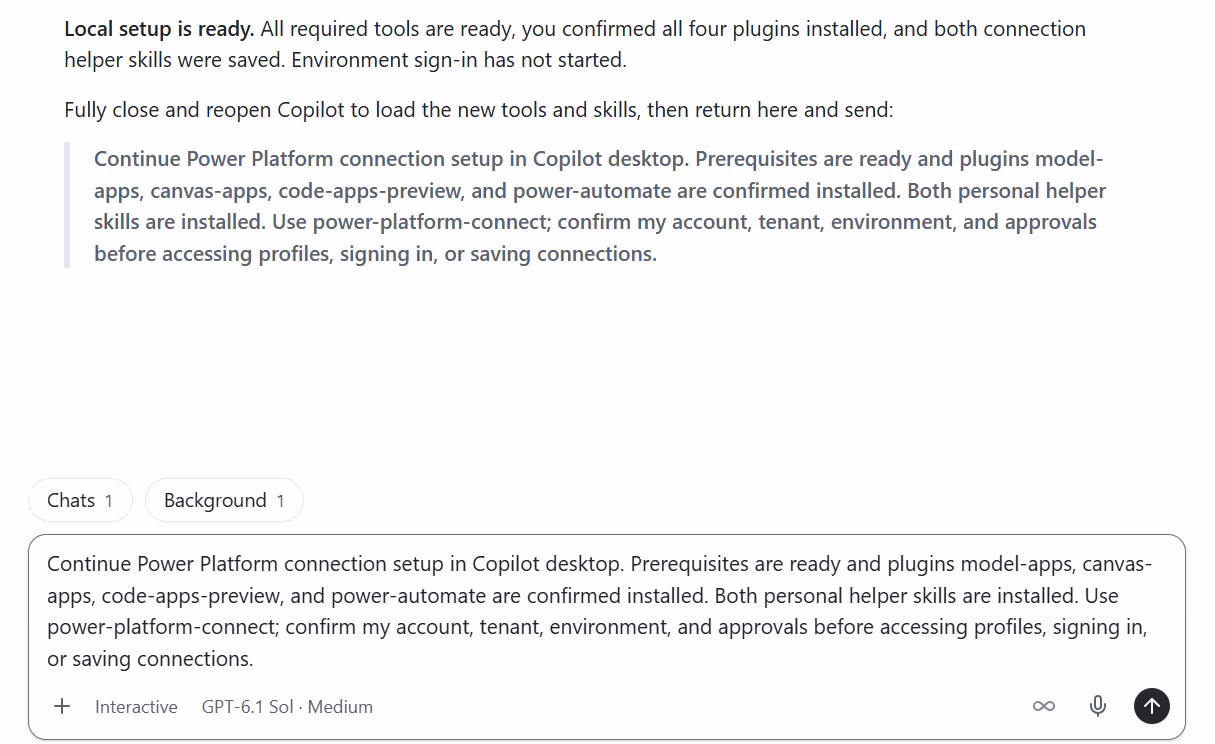 Local setup is ready. All required tools are ready, you confirmed all four plugins installed, and both connection
helper skills were saved. Environment sign-in has not started.
Fully close and reopen Copilot to load the new tools and skills, then return here and send:
Continue Power Platform connection setup in Copilot desktop. Prerequisites are ready and plugins model-
apps, canvas-apps, code-apps-preview, and power-automate are confirmed installed. Both personal helper
skills are installed. Use power-platform-connect; confirm my account, tenant, environment, and approvals
before accessing profiles, signing in, or saving connections.
Chats 1 Background 1
Continue Power Platform connection setup in Copilot desktop. Prerequisites are ready and plugins model-apps, canvas-
apps, code-apps-preview, and power-automate are confirmed installed. Both personal helper skills are installed. Use
power-platform-connect; confirm my account, tenant, environment, and approvals before accessing profiles, signing in,
or saving connections.
Interactive GPT-6.1 Sol · Medium